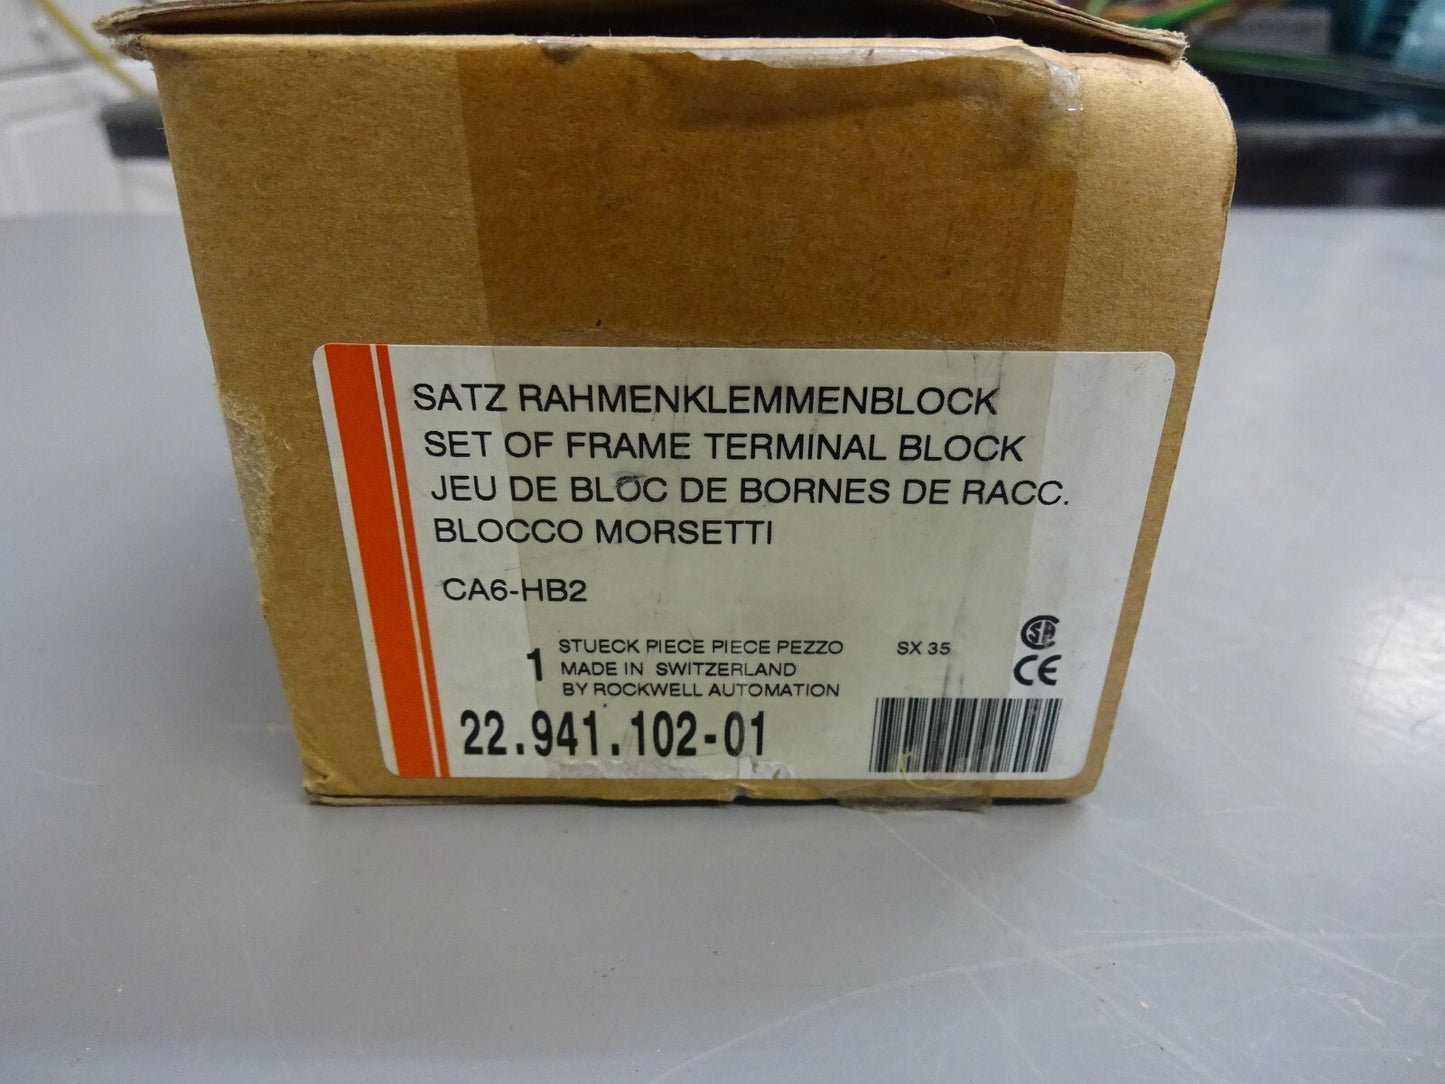 SATZ RAHMENKLEMMENBLOCK
SET OF FRAME TERMINAL BLOCK
JEU DE BLOC DE BORNES DE RACC.
BLOCCO MORSETTI
CA6-HB2
1 STUECK PIECE PIECE PEZZO SX 35
MADE IN SWITZERLAND
BY ROCKWELL AUTOMATION
22.941.102-01
CE